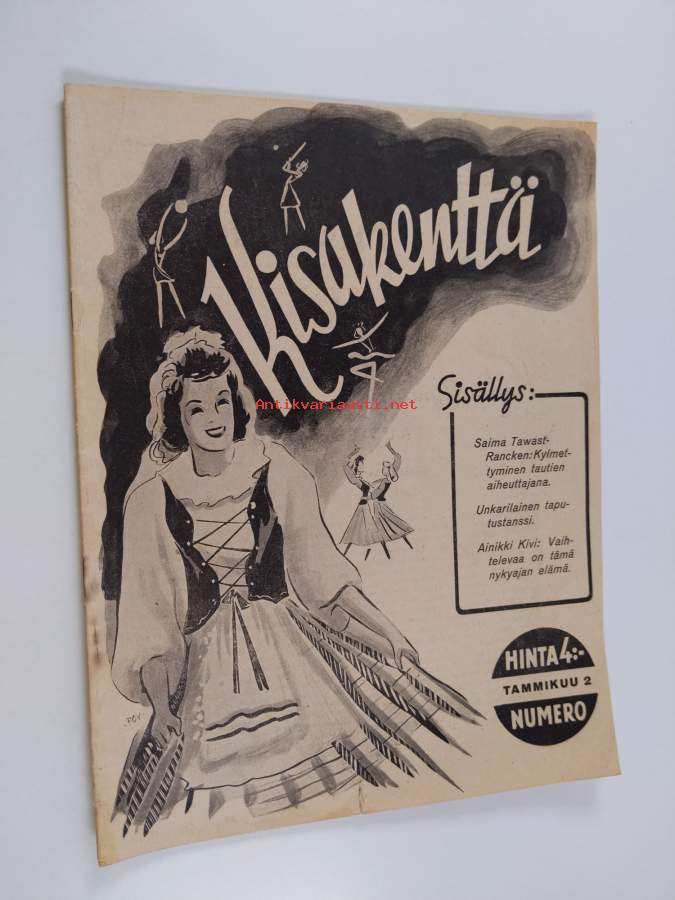 Kisakenttä
Antikvariaatti.net
Sisällys:
Saima Tawast-
Rancken: Kylmet-
tyminen tautien
aiheuttajana.
Unkarilainen tapu-
tustanssi.
Ainikki Kivi: Vaih-
televaa on tämä
nykyajan elämä.
HINTA 4:-
TAMMIKUU 2
NUMERO